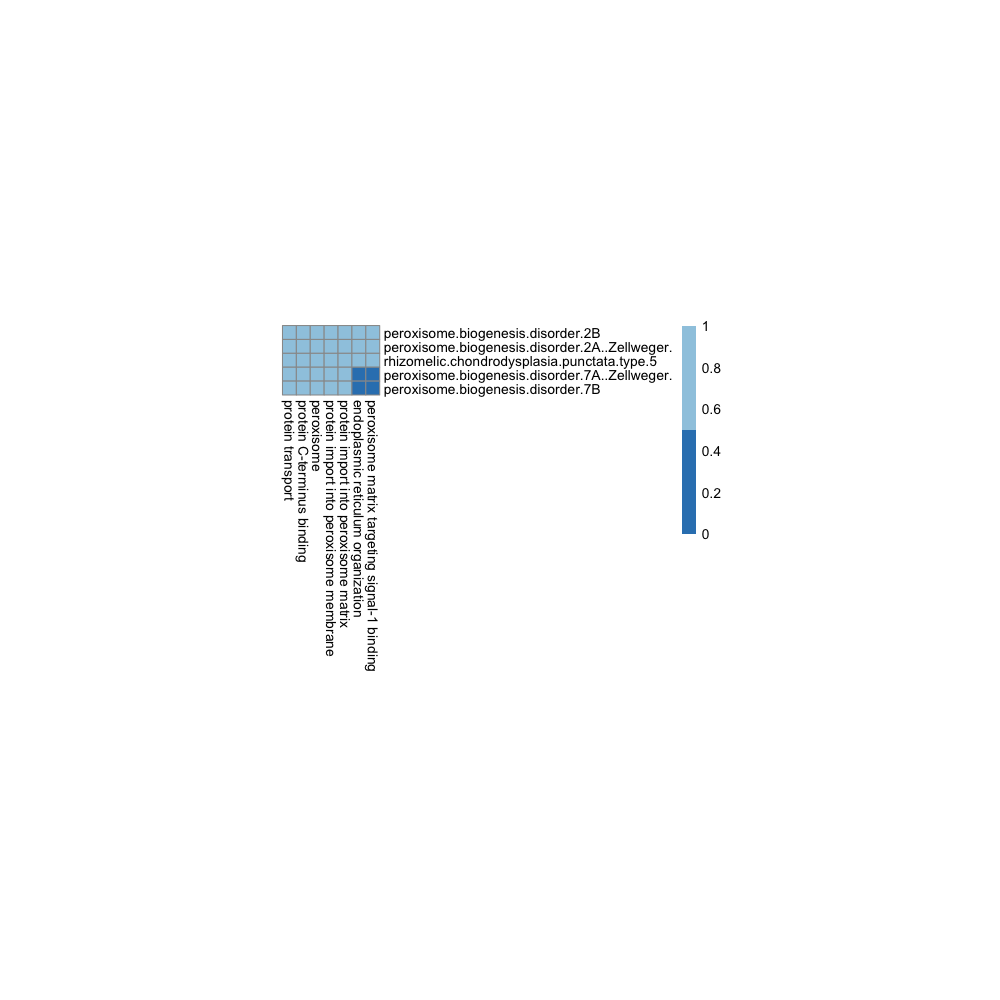 peroxisome.biogenesis.disorder.2B
peroxisome.biogenesis.disorder.2A..Zellweger.
rhizomelic.chondrodysplasia.punctata.type.5
peroxisome.biogenesis.disorder.7A..Zellweger.
peroxisome.biogenesis.disorder.7B
protein transport
protein C-terminus binding
peroxisome
protein import into peroxisome membrane
protein import into peroxisome matrix
endoplasmic reticulum organization
peroxisome matrix targeting signal-1 binding
1
0.8
0.6
0.4
0.2
0